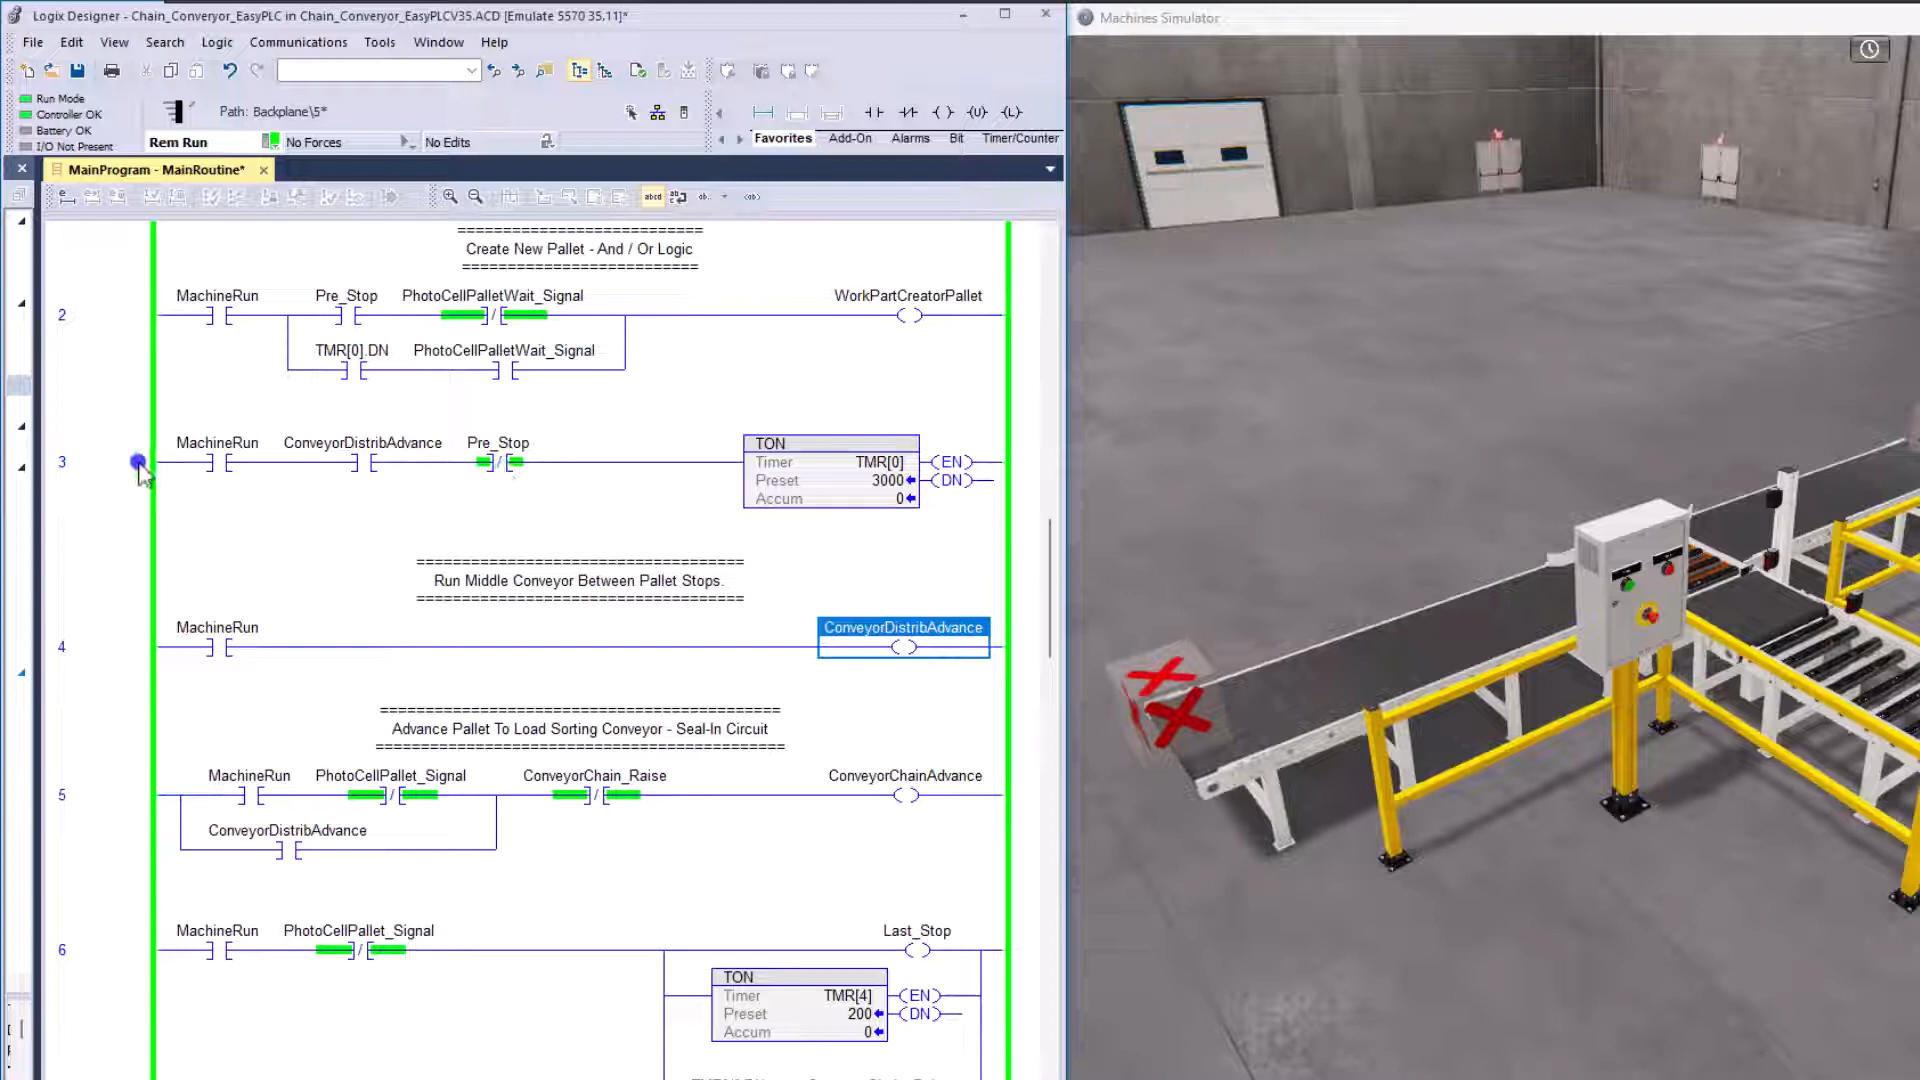 Logix Designer - Chain_Converyor_EasyPLC in Chain_Converyor_EasyPLCV35.ACD [Emulate 5570 35.11]*
File Edit View Search Logic Communications Tools Window Help
Run Mode
Controller OK
Battery OK
I/O Not Present
Path: Backplane\5*
Rem Run No Forces No Edits
Favorites Add-On Alarms Bit Timer/Counter
MainProgram - MainRoutine*
===========================
Create New Pallet - And / Or Logic
==========================
MachineRun Pre_Stop PhotoCellPalletWait_Signal WorkPartCreatorPallet
2
TMR[0].DN PhotoCellPalletWait_Signal
MachineRun ConveyorDistribAdvance Pre_Stop
3
TON
Timer TMR[0]
Preset 3000
Accum 0
EN
DN
====================================
Run Middle Conveyor Between Pallet Stops.
====================================
MachineRun ConveyorDistribAdvance
4
============================================
Advance Pallet To Load Sorting Conveyor - Seal-In Circuit
=============================================
MachineRun PhotoCellPallet_Signal ConveyorChain_Raise ConveyorChainAdvance
5
ConveyorDistribAdvance
MachineRun PhotoCellPallet_Signal Last_Stop
6
TON
Timer TMR[4]
Preset 200
Accum 0
EN
DN
Machines Simulator